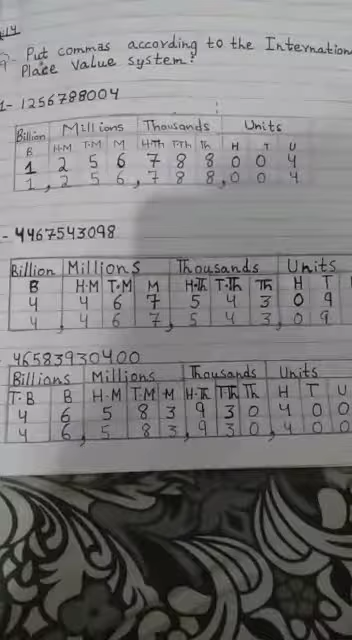 Q- Put commas according to the Internation
Place value system:
1- 1256788004
Billion Millions Thousands Units
B H-M T-M M H-Th T-Th Th H T U
1 2 5 6 7 8 8 0 0 4
1, 2 5 6, 7 8 8, 0 0 4
- 4467543098
Billion Millions Thousands Units
B H-M T-M M H-Th T-Th Th H T
4 4 6 7 5 4 3 0 9
4, 4 6 7, 5 4 3, 0 9
46583930400
Billions Millions Thousands Units
T-B B H-M T-M M H-Th T-Th Th H T U
4 6 5 8 3 9 3 0 4 0 0
4 6, 5 8 3, 9 3 0, 4 0 0